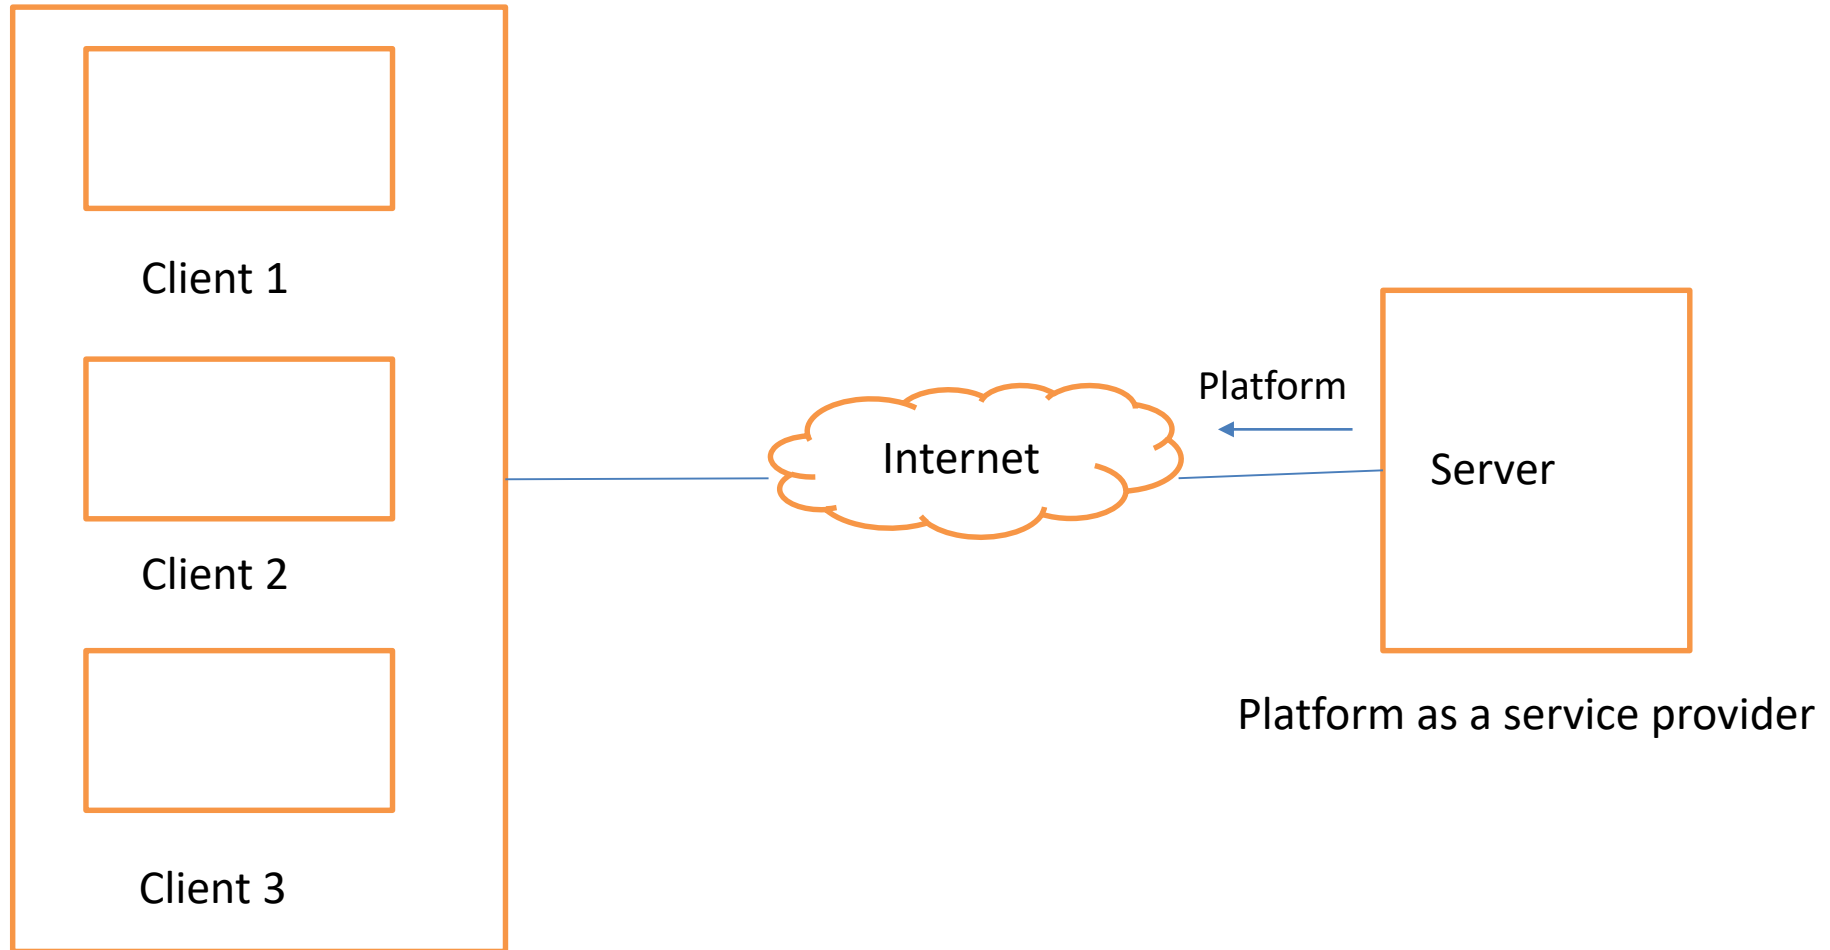 Client 1
Client 2
Client 3
Internet
Platform
Server
Platform as a service provider